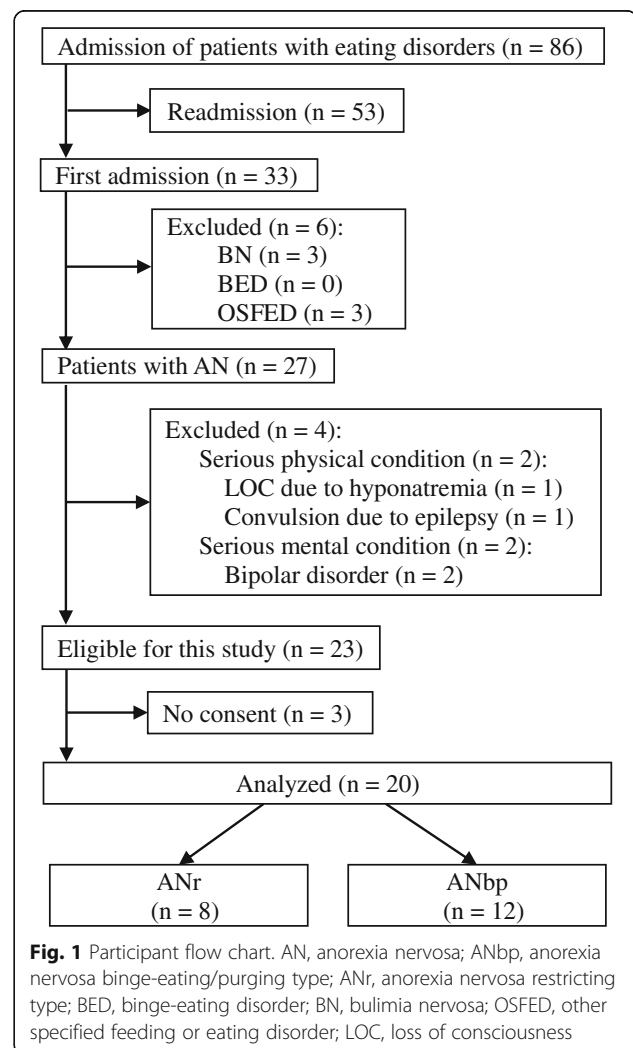 Admission of patients with eating disorders (n = 86)
Readmission (n = 53)
First admission (n = 33)
Excluded (n = 6):
BN (n = 3)
BED (n = 0)
OSFED (n = 3)
Patients with AN (n = 27)
Excluded (n = 4):
Serious physical condition (n = 2):
LOC due to hyponatremia (n = 1)
Convulsion due to epilepsy (n = 1)
Serious mental condition (n = 2):
Bipolar disorder (n = 2)
Eligible for this study (n = 23)
No consent (n = 3)
Analyzed (n = 20)
ANr
(n = 8)
ANbp
(n = 12)
Fig. 1 Participant flow chart. AN, anorexia nervosa; ANbp, anorexia
nervosa binge-eating/purging type; ANr, anorexia nervosa restricting
type; BED, binge-eating disorder; BN, bulimia nervosa; OSFED, other
specified feeding or eating disorder; LOC, loss of consciousness